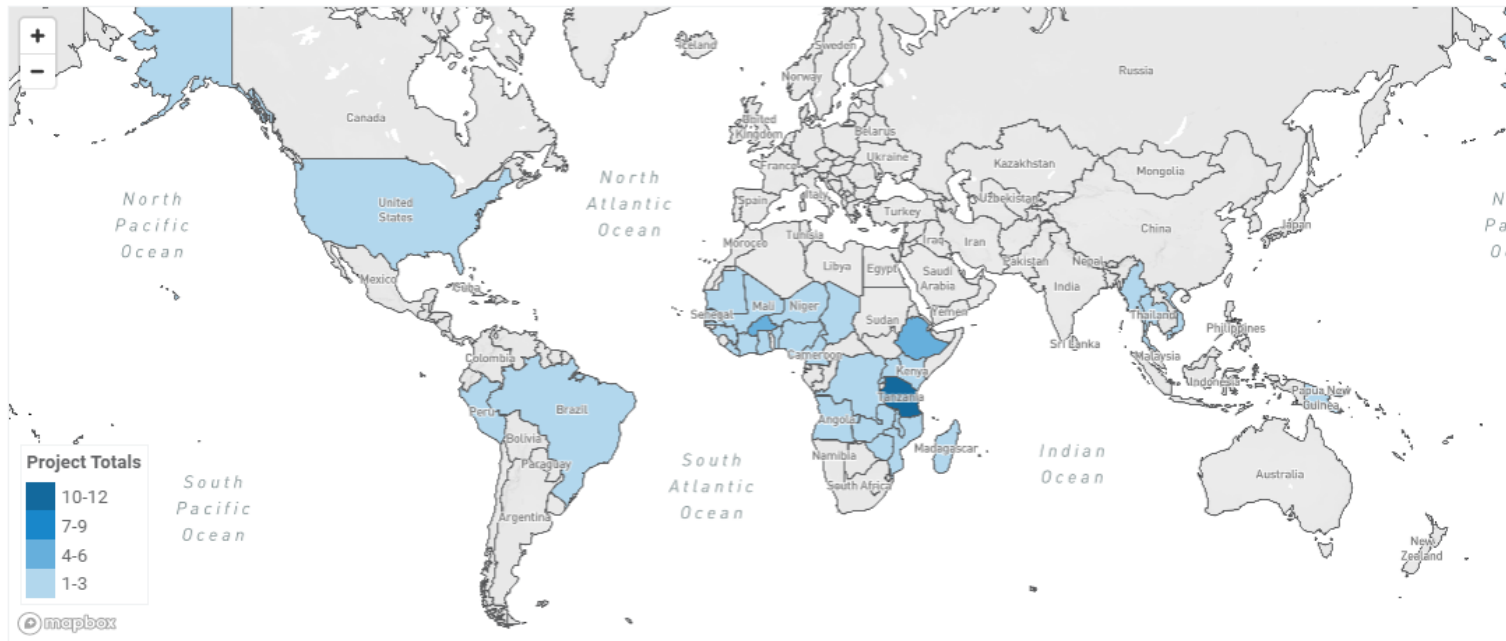 +
−
Iceland
Sweden
Norway
Russia
Canada
United
Kingdom
Belarus
Ukraine
France
Kazakhstan
Mongolia
North
Pacific
Ocean
United
States
North
Atlantic
Ocean
Spain
Italy
Turkey
Uzbekistan
China
Japan
Morocco
Tunisia
Iraq
Iran
Pakistan
Nepal
Libya
Egypt
Saudi
Arabia
India
Mexico
Cuba
Senegal
Mali
Niger
Sudan
Yemen
Thailand
Philippines
Sri Lanka
Colombia
Cameroon
Kenya
Malaysia
Indonesia
Papua New
Guinea
Peru
Brazil
Tanzania
Angola
Madagascar
Bolivia
Paraguay
Namibia
South Africa
Argentina
Indian
Ocean
Australia
New
Zealand
South
Pacific
Ocean
South
Atlantic
Ocean
Project Totals
10-12
7-9
4-6
1-3
mapbox